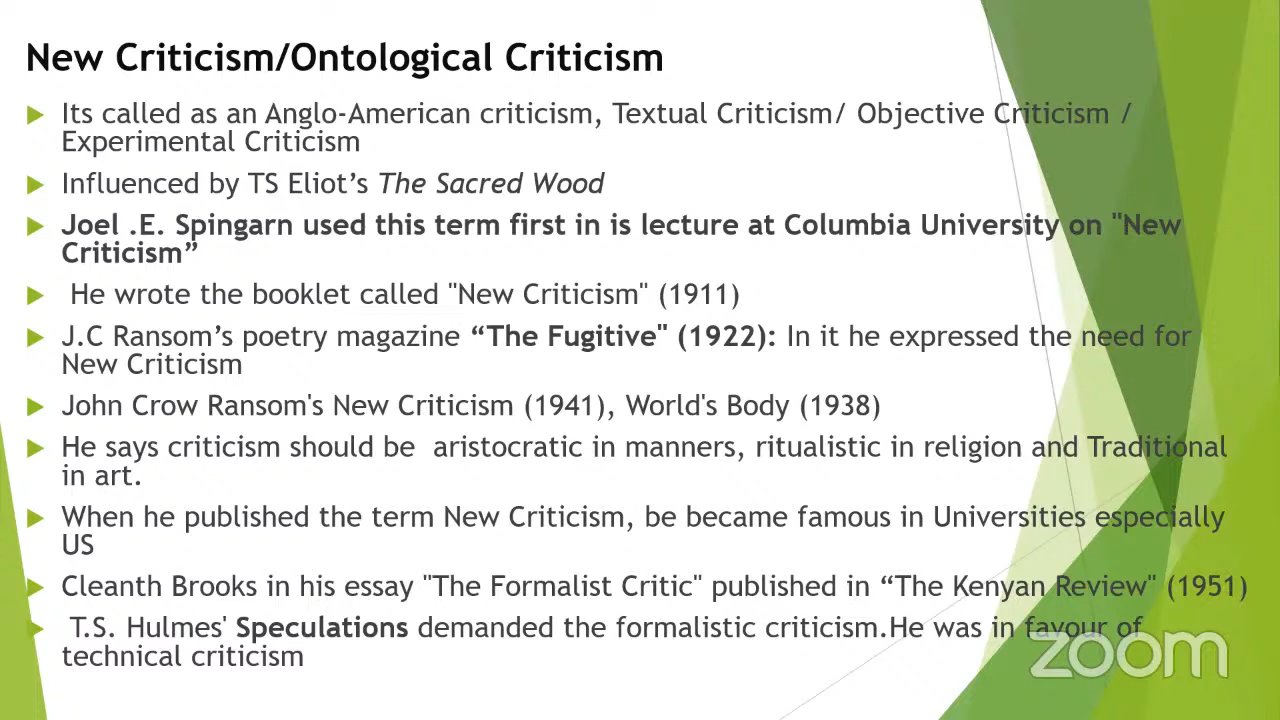 New Criticism/Ontological Criticism
Its called as an Anglo-American criticism, Textual Criticism/ Objective Criticism /
Experimental Criticism
Influenced by TS Eliot’s The Sacred Wood
Joel .E. Spingarn used this term first in is lecture at Columbia University on "New
Criticism”
He wrote the booklet called "New Criticism" (1911)
J.C Ransom’s poetry magazine “The Fugitive" (1922): In it he expressed the need for
New Criticism
John Crow Ransom's New Criticism (1941), World's Body (1938)
He says criticism should be aristocratic in manners, ritualistic in religion and Traditional
in art.
When he published the term New Criticism, be became famous in Universities especially
US
Cleanth Brooks in his essay "The Formalist Critic" published in “The Kenyan Review" (1951)
T.S. Hulmes' Speculations demanded the formalistic criticism.He was in favour of
technical criticism
zoom